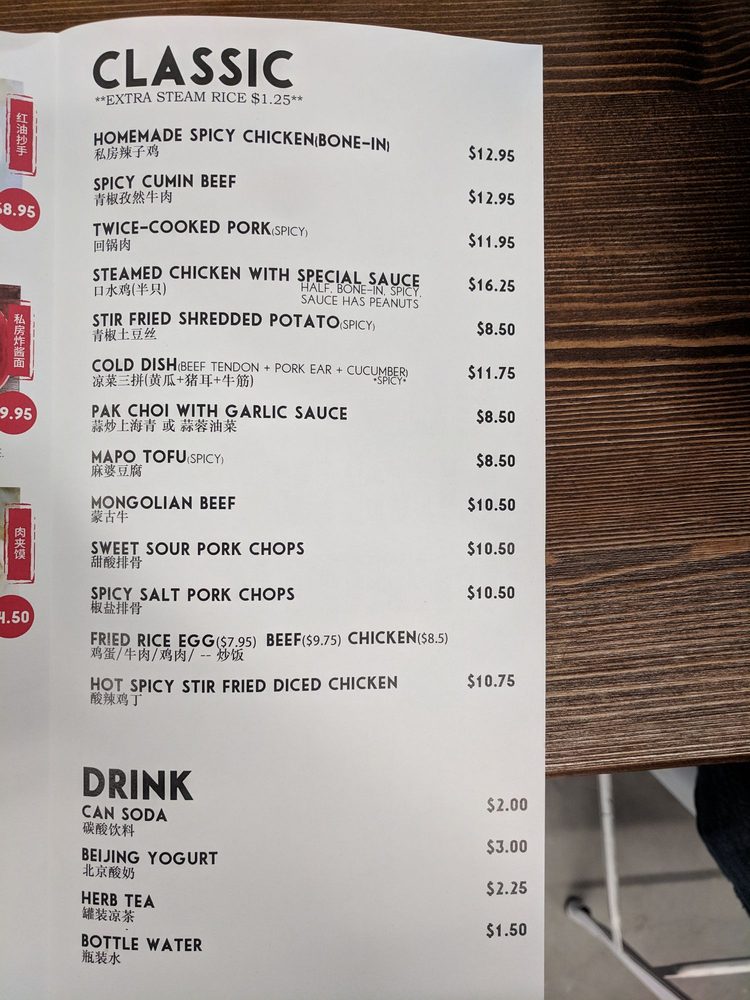 红油抄手
$8.95
私房炸酱面
9.95
肉夹馍
4.50
CLASSIC
**EXTRA STEAM RICE $1.25**
HOMEMADE SPICY CHICKEN(BONE-IN) $12.95
私房辣子鸡
SPICY CUMIN BEEF $12.95
青椒孜然牛肉
TWICE-COOKED PORK(SPICY) $11.95
回锅肉
STEAMED CHICKEN WITH SPECIAL SAUCE $16.25
口水鸡(半只) HALF, BONE-IN, SPICY,
SAUCE HAS PEANUTS
STIR FRIED SHREDDED POTATO(SPICY) $8.50
青椒土豆丝
COLD DISH(BEEF TENDON + PORK EAR + CUCUMBER) $11.75
凉菜三拼(黄瓜+猪耳+牛筋) *SPICY*
PAK CHOI WITH GARLIC SAUCE $8.50
蒜炒上海青 或 蒜蓉油菜
MAPO TOFU(SPICY) $8.50
麻婆豆腐
MONGOLIAN BEEF $10.50
蒙古牛
SWEET SOUR PORK CHOPS $10.50
甜酸排骨
SPICY SALT PORK CHOPS $10.50
椒盐排骨
FRIED RICE EGG($7.95) BEEF($9.75) CHICKEN($8.5)
鸡蛋/牛肉/鸡肉/ -- 炒饭
HOT SPICY STIR FRIED DICED CHICKEN $10.75
酸辣鸡丁
DRINK
CAN SODA $2.00
碳酸饮料
BEIJING YOGURT $3.00
北京酸奶
HERB TEA $2.25
罐装凉茶
BOTTLE WATER $1.50
瓶装水